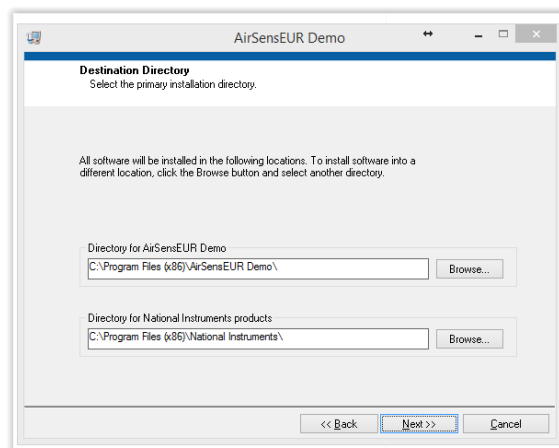 AirSensEUR Demo
Destination Directory
Select the primary installation directory.
All software will be installed in the following locations. To install software into a
different location, click the Browse button and select another directory.
Directory for AirSensEUR Demo
C:\Program Files (x86)\AirSensEUR Demo\
Browse...
Directory for National Instruments products
C:\Program Files (x86)\National Instruments\
Browse...
<< Back
Next >>
Cancel